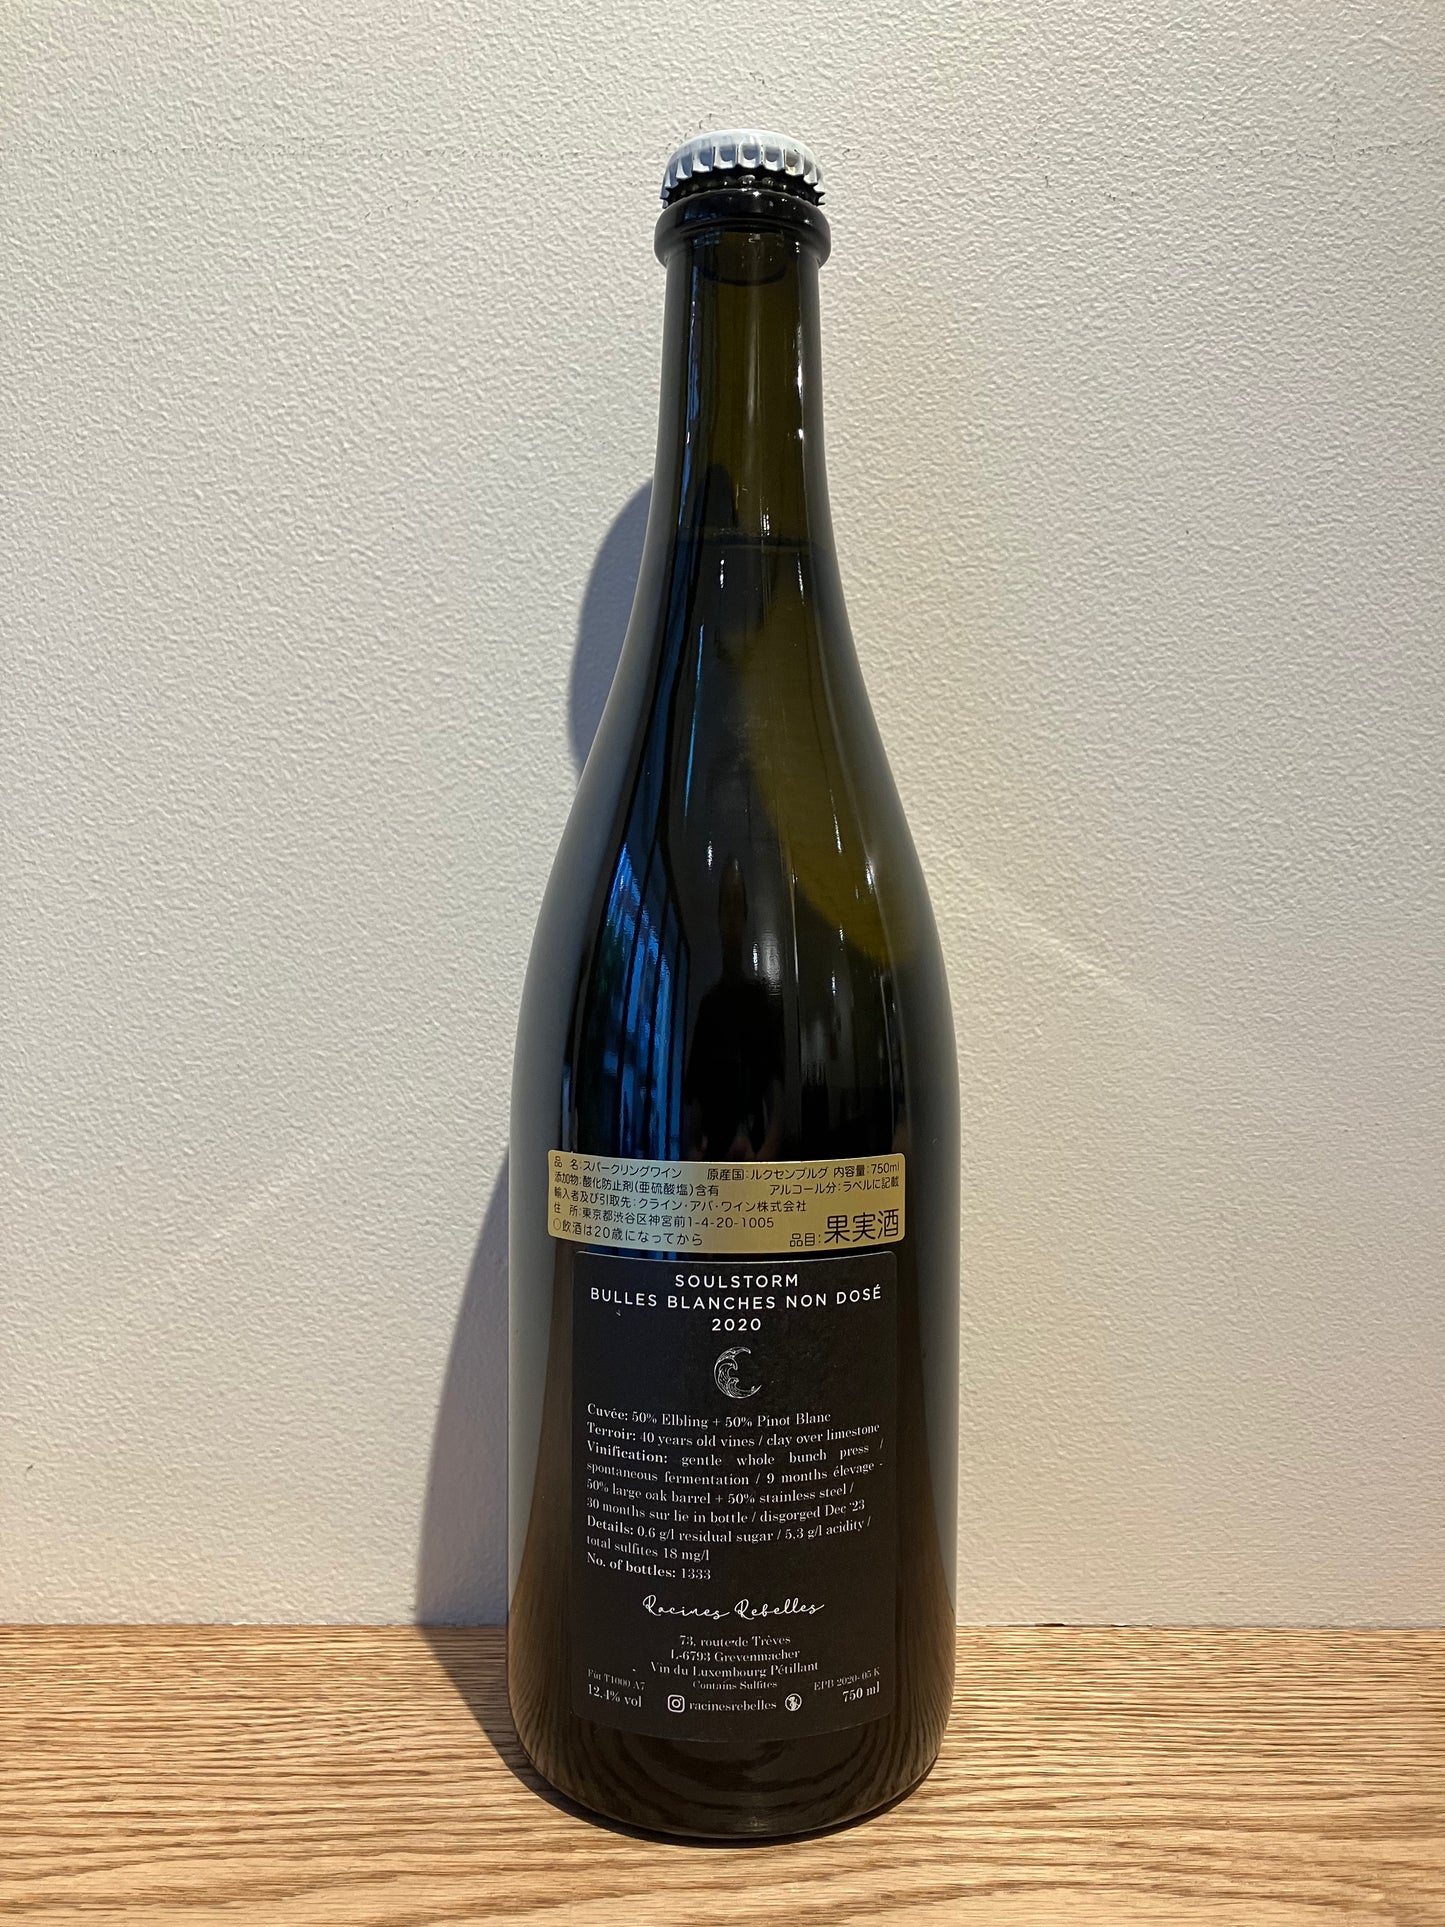 品 名:スパークリングワイン 原産国:ルクセンブルグ 内容量:750ml
添加物:酸化防止剤(亜硫酸塩)含有 アルコール分:ラベルに記載
輸入者及び引取先:クライン・アバ・ワイン株式会社
住 所:東京都渋谷区神宮前1-4-20-1005
○飲酒は20歳になってから 品目:果実酒
SOULSTORM
BULLES BLANCHES NON DOSÉ
2020
Cuvée: 50% Elbling + 50% Pinot Blanc
Terroir: 40 years old vines / clay over limestone
Vinification: gentle whole bunch press /
spontaneous fermentation / 9 months élevage -
50% large oak barrel + 50% stainless steel /
30 months sur lie in bottle / disgorged Dec '23
Details: 0.6 g/l residual sugar / 5.3 g/l acidity /
total sulfites 18 mg/l
No. of bottles: 1333
Racines Rebelles
73, route de Trèves
L-6793 Grevenmacher
Vin du Luxembourg Pétillant
Contains Sulfites
Für T1000 A7 EPB 2020-05 K
12.4% vol racinesrebelles 750 ml